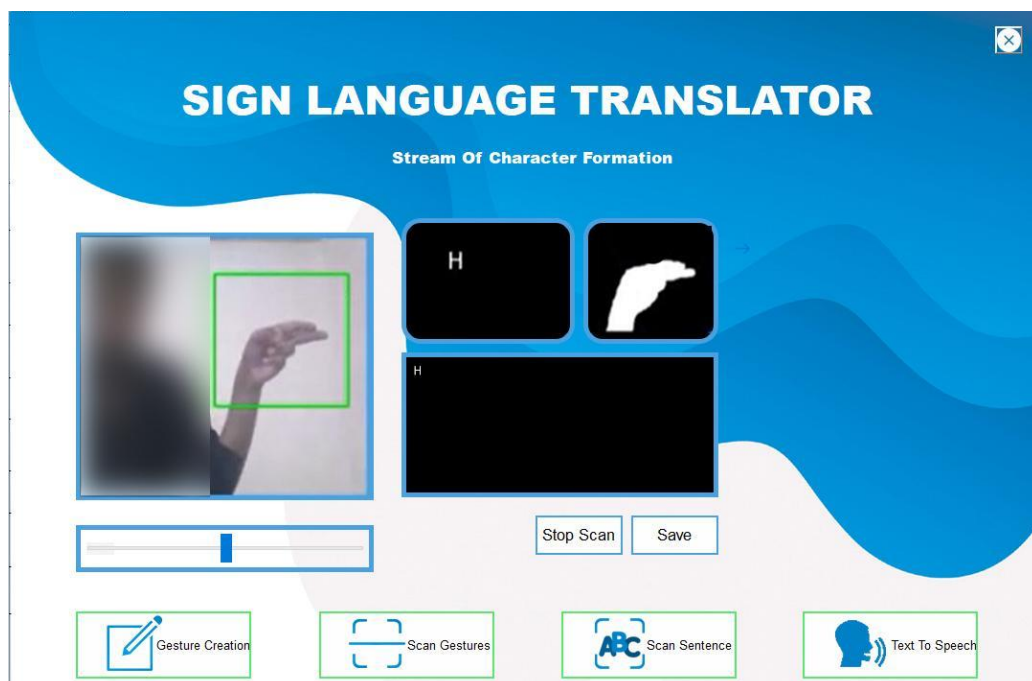 SIGN LANGUAGE TRANSLATOR
Stream Of Character Formation
H
H
Stop Scan
Save
Gesture Creation
Scan Gestures
ABC
Scan Sentence
Text To Speech